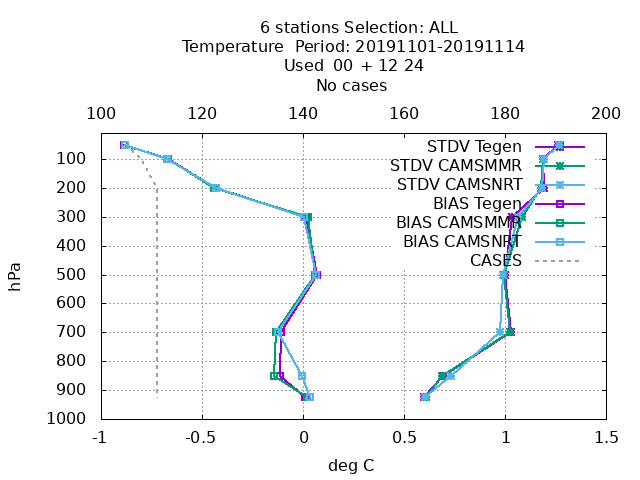 6 stations Selection: ALL
Temperature  Period: 20191101-20191114
Used  00 + 12 24
No cases
100 120 140 160 180 200
STDV Tegen
100
STDV CAMSMMR
STDV CAMSNRT
200
BIAS Tegen
300
BIAS CAMSMMR
BIAS CAMSNRT
400
CASES
500
600
700
800
900
1000
hPa
-1 -0.5 0 0.5 1 1.5
deg C